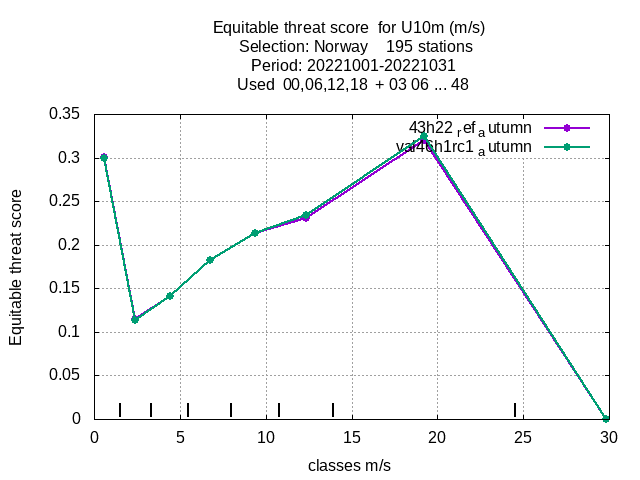 Equitable threat score for U10m (m/s)
Selection: Norway 195 stations
Period: 20221001-20221031
Used 00,06,12,18 + 03 06 ... 48
0.35
0.3
0.25
0.2
0.15
0.1
0.05
0
Equitable threat score
43h22 ref autumn
val46h1rc1 autumn
0 5 10 15 20 25 30
classes m/s